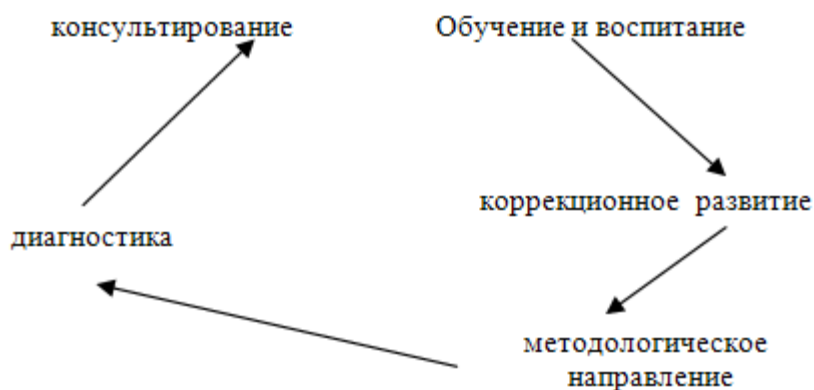 консультирование
Обучение и воспитание
коррекционное развитие
диагностика
методологическое
направление